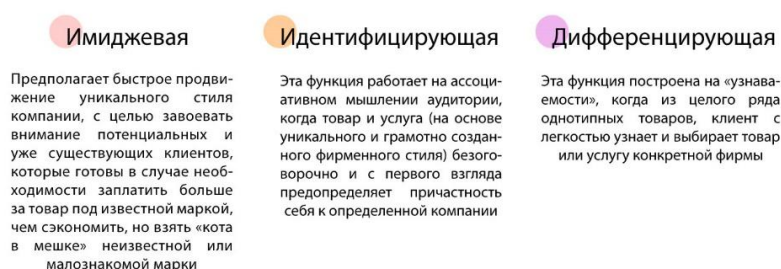 Имиджевая
Предполагает быстрое продви-
жение уникального стиля
компании, с целью завоевать
внимание потенциальных и
уже существующих клиентов,
которые готовы в случае необ-
ходимости заплатить больше
за товар под известной маркой,
чем сэкономить, но взять «кота
в мешке» неизвестной или
малознакомой марки
Идентифицирующая
Эта функция работает на ассоци-
ативном мышлении аудитории,
когда товар и услуга (на основе
уникального и грамотно создан-
ного фирменного стиля) безого-
ворочно и с первого взгляда
предопределяет причастность
себя к определенной компании
Дифференцирующая
Эта функция построена на «узнава-
емости», когда из целого ряда
однотипных товаров, клиент с
легкостью узнает и выбирает товар
или услугу конкретной фирмы